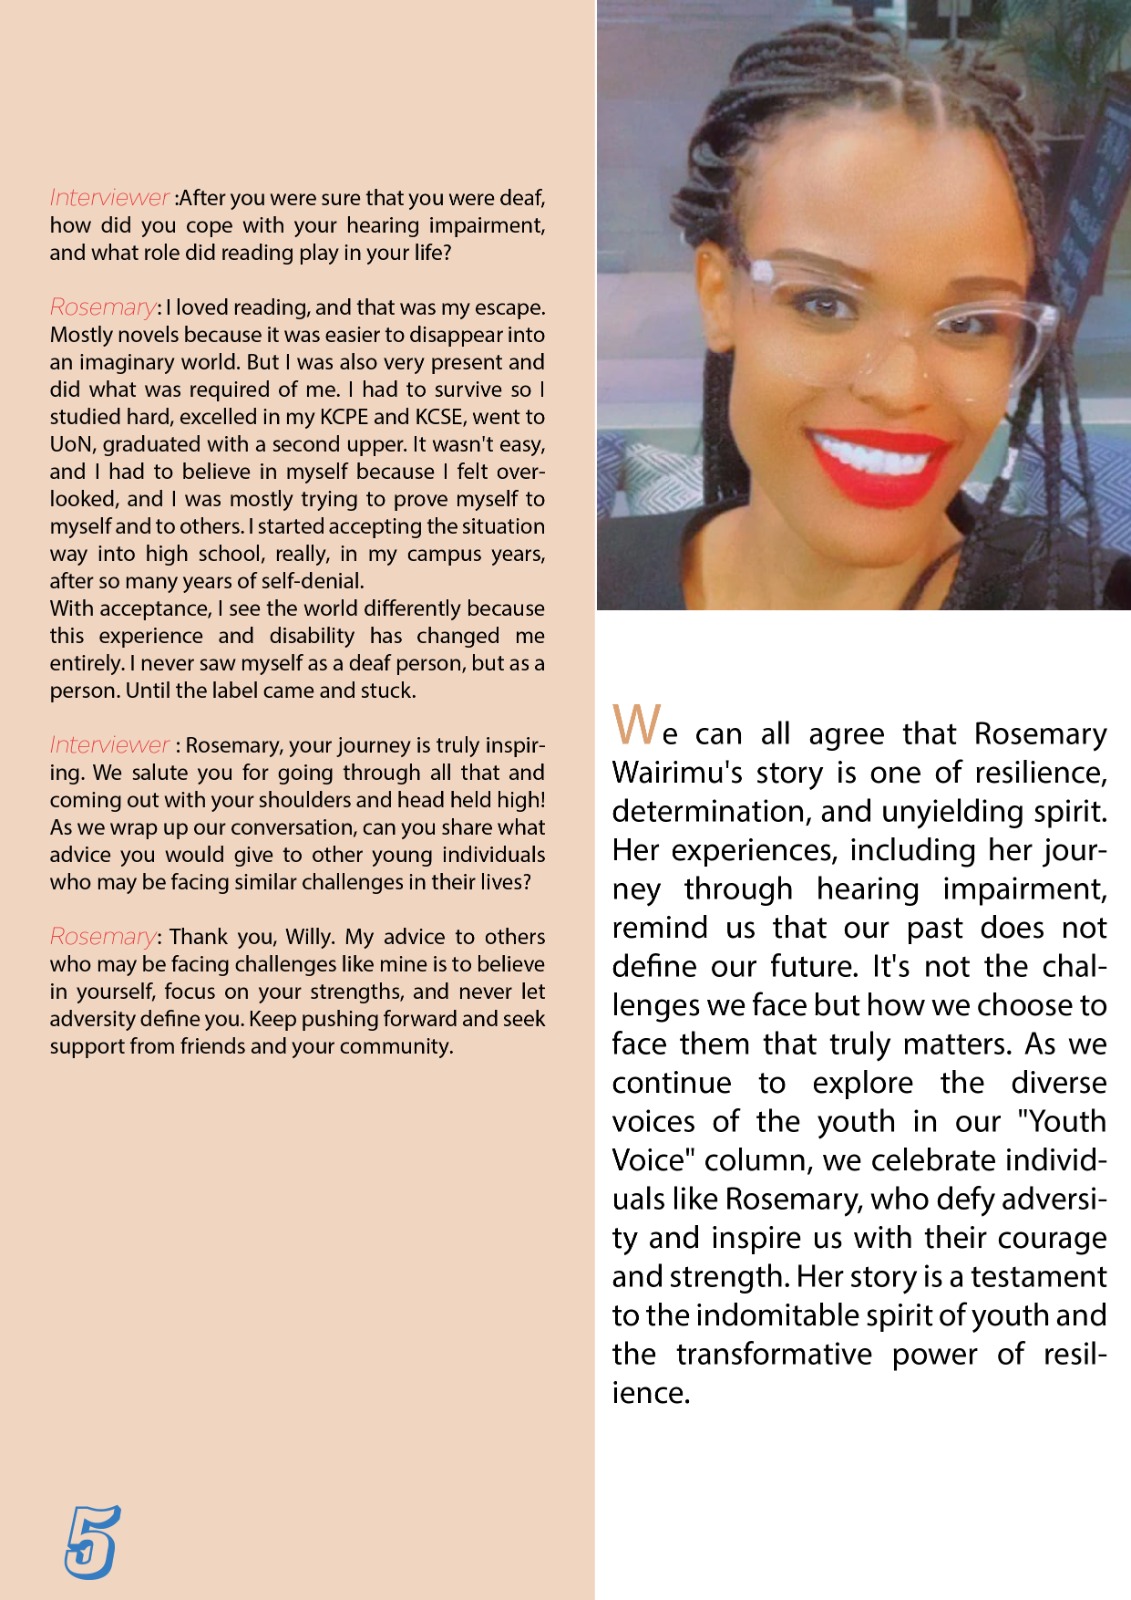 Interviewer :After you were sure that you were deaf,
how did you cope with your hearing impairment,
and what role did reading play in your life?
Rosemary: I loved reading, and that was my escape.
Mostly novels because it was easier to disappear into
an imaginary world. But I was also very present and
did what was required of me. I had to survive so I
studied hard, excelled in my KCPE and KCSE, went to
UoN, graduated with a second upper. It wasn't easy,
and I had to believe in myself because I felt over-
looked, and I was mostly trying to prove myself to
myself and to others. I started accepting the situation
way into high school, really, in my campus years,
after so many years of self-denial.
With acceptance, I see the world differently because
this experience and disability has changed me
entirely. I never saw myself as a deaf person, but as a
person. Until the label came and stuck.
Interviewer : Rosemary, your journey is truly inspir-
ing. We salute you for going through all that and
coming out with your shoulders and head held high!
As we wrap up our conversation, can you share what
advice you would give to other young individuals
who may be facing similar challenges in their lives?
Rosemary: Thank you, Willy. My advice to others
who may be facing challenges like mine is to believe
in yourself, focus on your strengths, and never let
adversity define you. Keep pushing forward and seek
support from friends and your community.
We can all agree that Rosemary
Wairimu's story is one of resilience,
determination, and unyielding spirit.
Her experiences, including her jour-
ney through hearing impairment,
remind us that our past does not
define our future. It's not the chal-
lenges we face but how we choose to
face them that truly matters. As we
continue to explore the diverse
voices of the youth in our "Youth
Voice" column, we celebrate individ-
uals like Rosemary, who defy adversi-
ty and inspire us with their courage
and strength. Her story is a testament
to the indomitable spirit of youth and
the transformative power of resil-
ience.
5